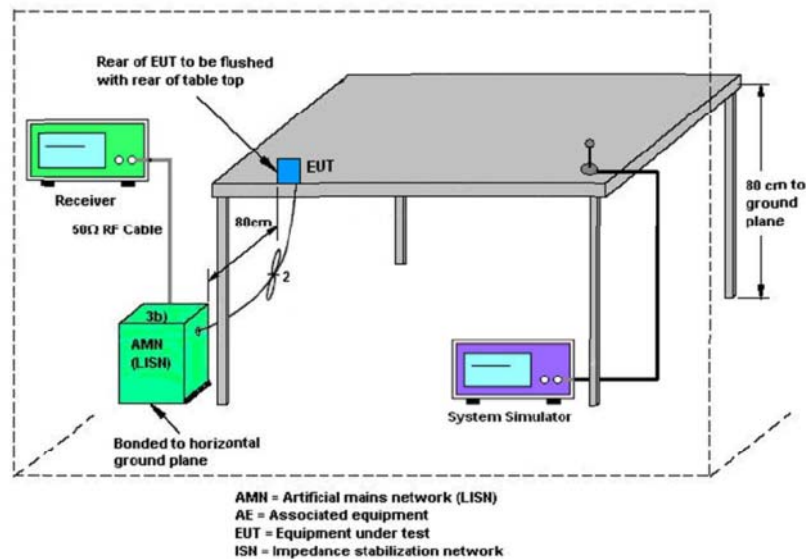 Rear of EUT to be flushed
with rear of table top
EUT
Receiver
50Ω RF Cable
80cm
2
80 cm to
ground
plane
3b)
AMN
(LISN)
System Simulator
Bonded to horizontal
ground plane
AMN = Artificial mains network (LISN)
AE = Associated equipment
EUT = Equipment under test
ISN = Impedance stabilization network